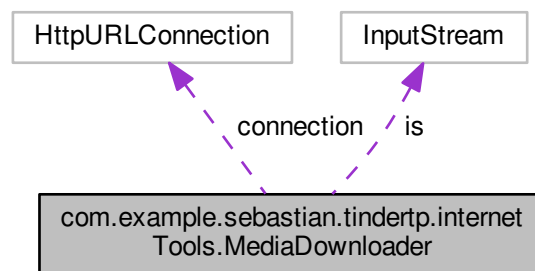 HttpURLConnection
InputStream
connection
is
com.example.sebastian.tindertp.internet
Tools.MediaDownloader